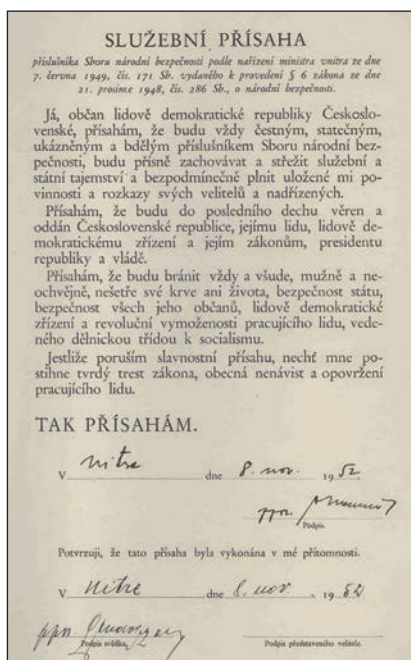 SLUŽEBNÍ PŘÍSAHA
příslušníka Sboru národní bezpečnosti podle nařízení ministra vnitra ze dne
7. června 1949, čís. 171 Sb. vydaného k provedení § 6 zákona ze dne
21. prosince 1948, čís. 286 Sb., o národní bezpečnosti.
Já, občan lidově demokratické republiky Českoslo-
venské, přísahám, že budu vždy čestným, statečným,
ukázněným a bdělým příslušníkem Sboru národní bez-
pečnosti, budu přísně zachovávat a střežit služební a
státní tajemství a bezpodmínečně plnit uložené mi po-
vinnosti a rozkazy svých velitelů a nadřízených.
Přísahám, že budu do posledního dechu věren a
oddán Československé republice, jejímu lidu, lidově de-
mokratickému zřízení a jejím zákonům, presidentu
republiky a vládě.
Přísahám, že budu bránit vždy a všude, mužně a ne-
ochvějně, nešetře své krve ani života, bezpečnost státu,
bezpečnost všech jeho občanů, lidově demokratické
zřízení a revoluční vymoženosti pracujícího lidu, vede-
ného dělnickou třídou k socialismu.
Jestliže poruším slavnostní přísahu, nechť mne po-
stihne tvrdý trest zákona, obecná nenávist a opovržení
pracujícího lidu.
TAK PŘÍSAHÁM.
V Nitre dne 8. nov. 1952
Podpis.
Potvrzuji, že tato přísaha byla vykonána v mé přítomnosti.
V Nitre dne 8. nov. 1952
Podpis svědka. Podpis představeného velitele.